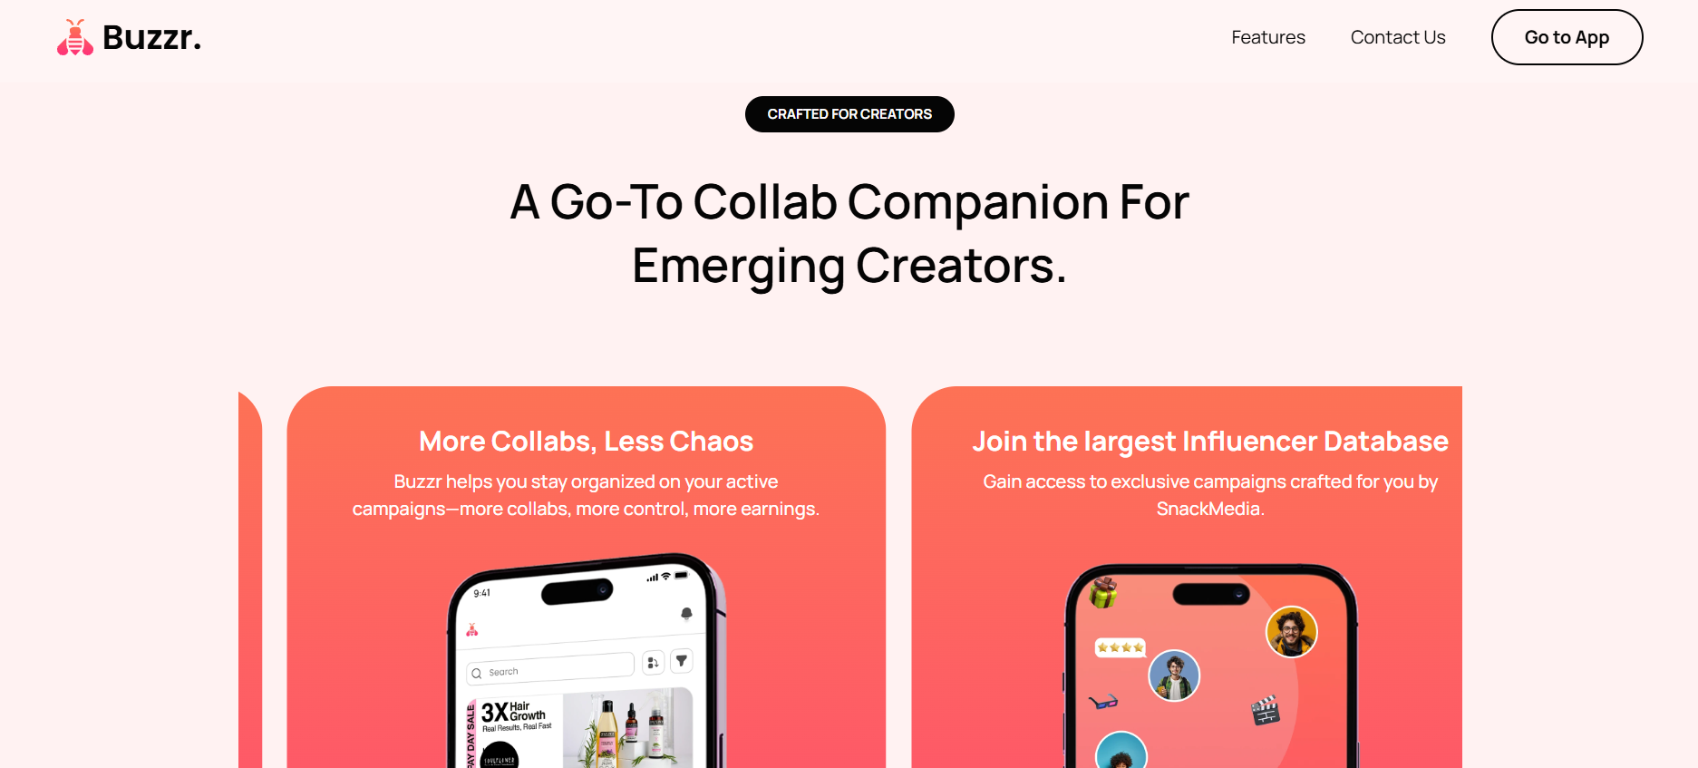 Buzzr.
Features
Contact Us
Go to App
CRAFTED FOR CREATORS
A Go-To Collab Companion For
Emerging Creators.
More Collabs, Less Chaos
Buzzr helps you stay organized on your active
campaigns—more collabs, more control, more earnings.
9:41
Search
PAY DAY SALE
3X Hair
Growth
Real Results, Real Fast
Join the largest Influencer Database
Gain access to exclusive campaigns crafted for you by
SnackMedia.